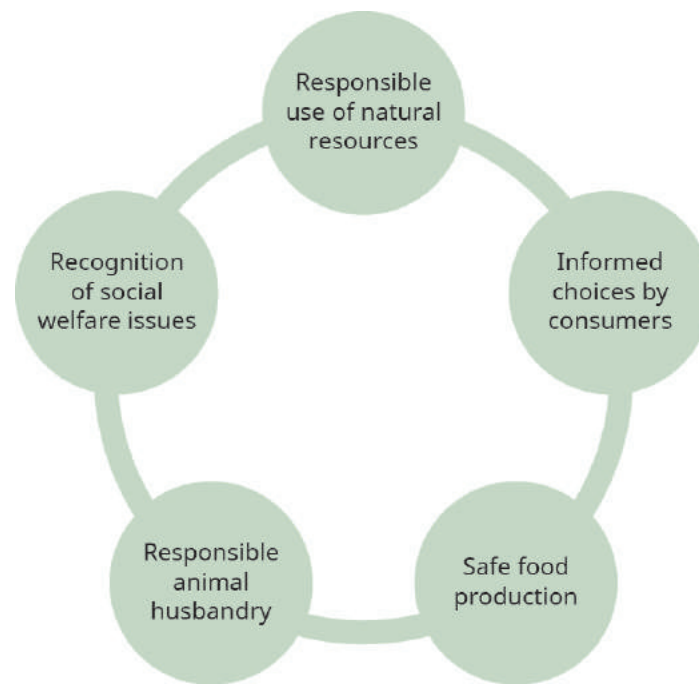 Responsible
use of natural
resources
Informed
choices by
consumers
Safe food
production
Responsible
animal
husbandry
Recognition
of social
welfare issues